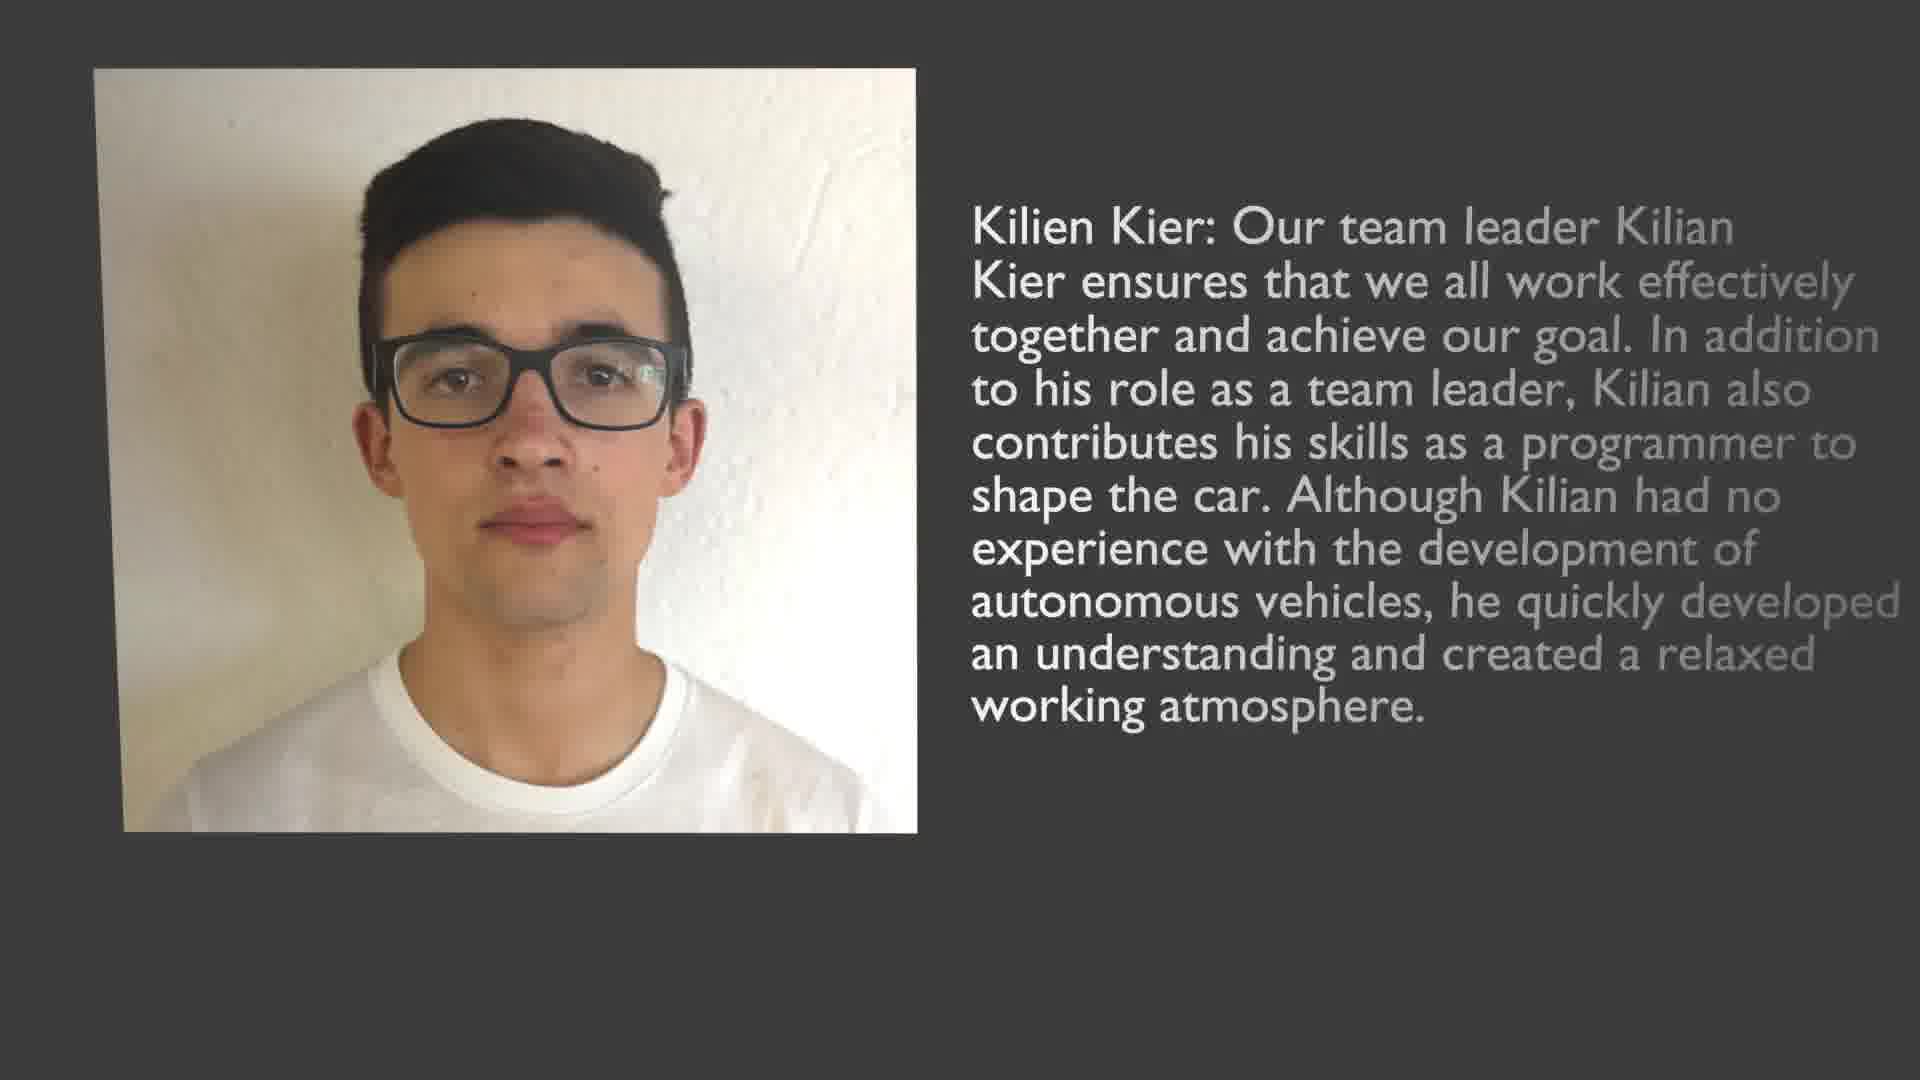 Kilien Kier: Our team leader Kilian
Kier ensures that we all work effectively
together and achieve our goal. In addition
to his role as a team leader, Kilian also
contributes his skills as a programmer to
shape the car. Although Kilian had no
experience with the development of
autonomous vehicles, he quickly developed
an understanding and created a relaxed
working atmosphere.